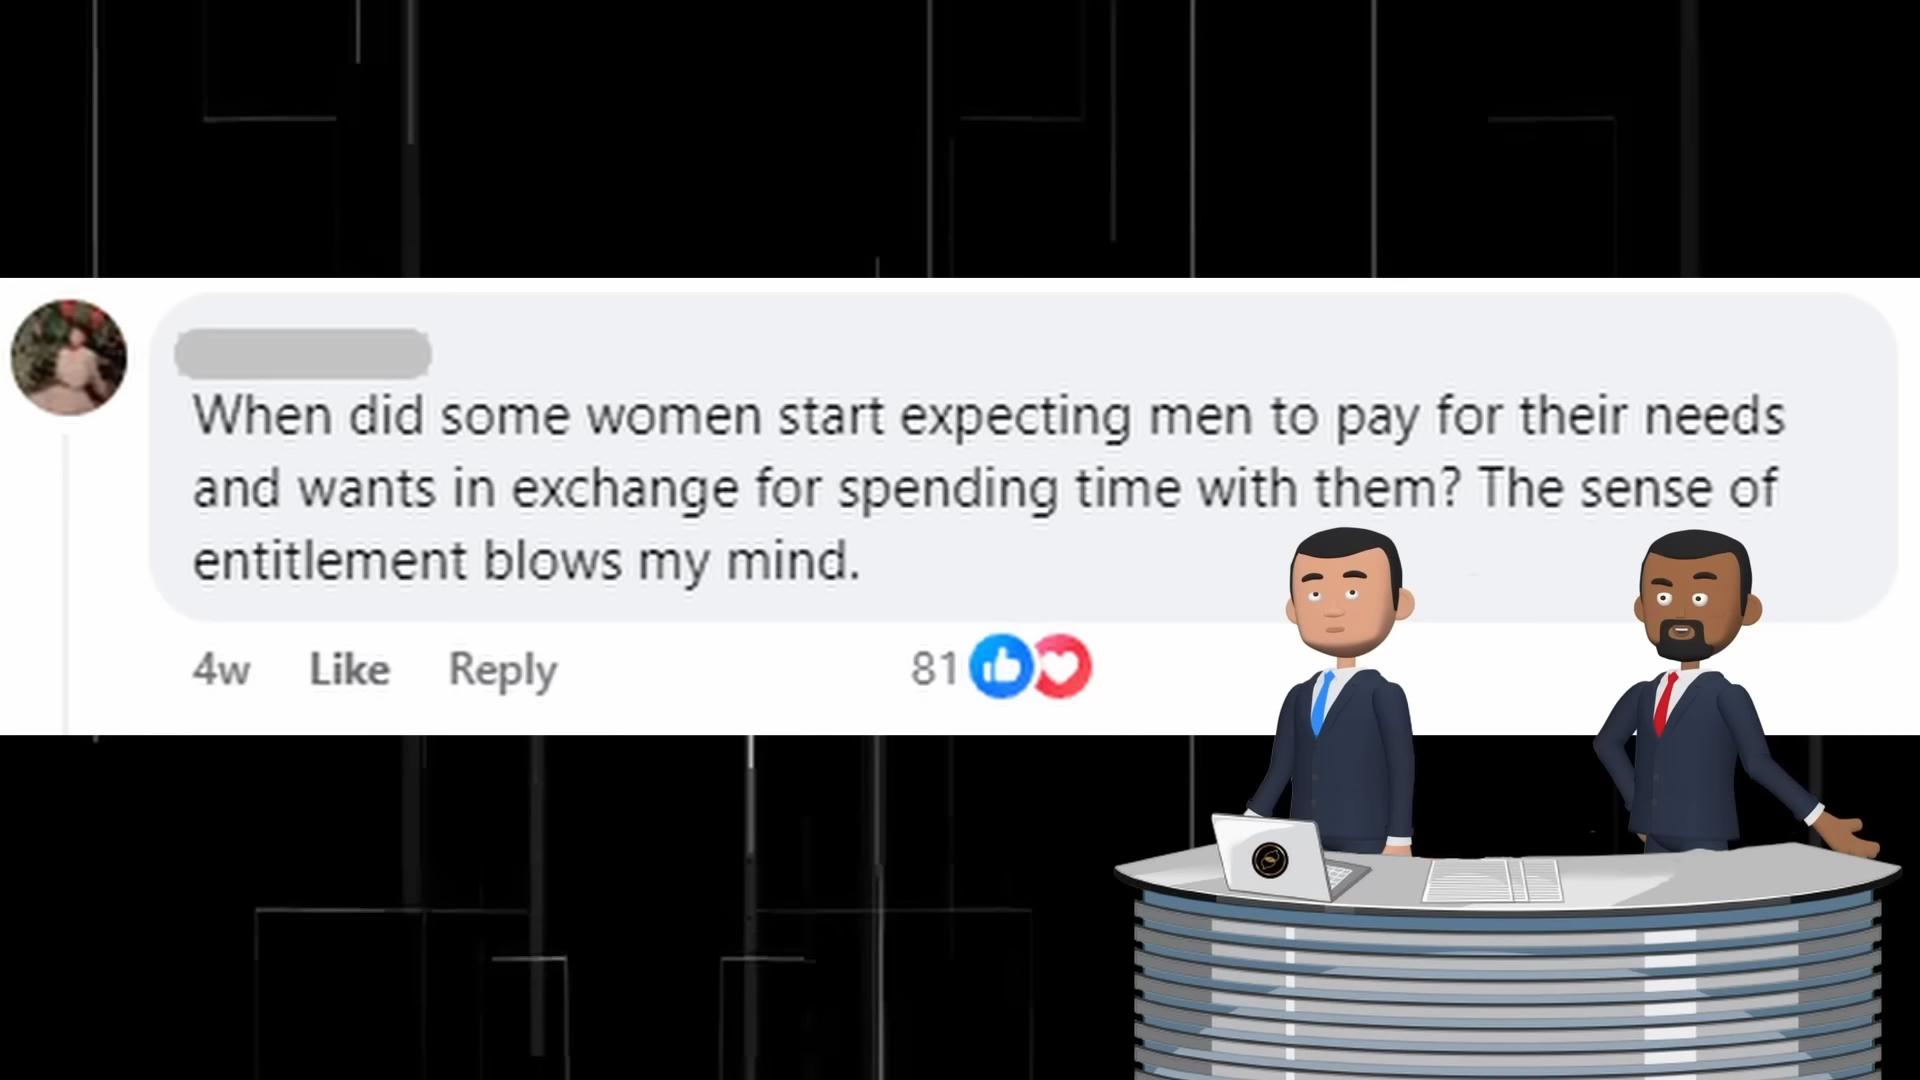 When did some women start expecting men to pay for their needs
and wants in exchange for spending time with them? The sense of
entitlement blows my mind.
4w Like Reply 81